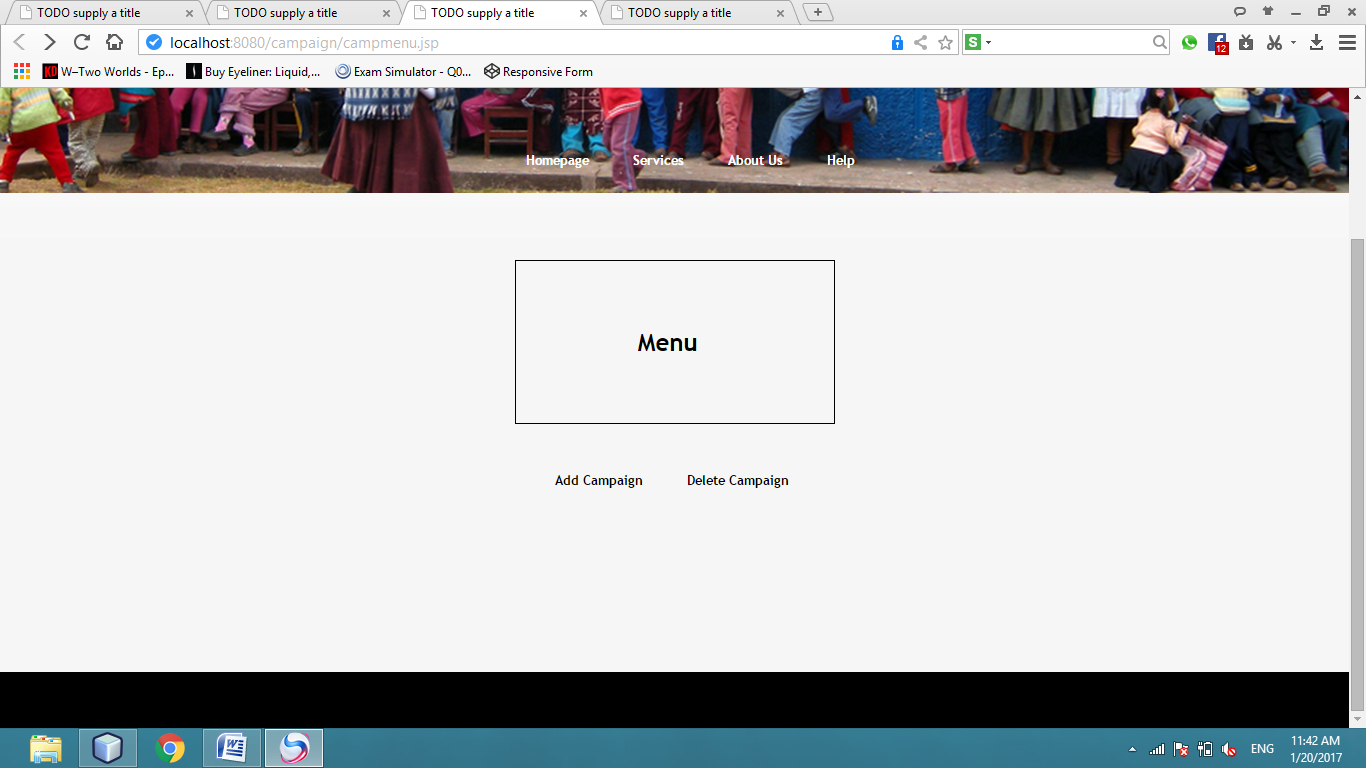 TODO supply a title TODO supply a title TODO supply a title TODO supply a title
localhost:8080/campaign/campmenu.jsp S 12
KD W–Two Worlds - Ep... Buy Eyeliner: Liquid,... Exam Simulator - Q0... Responsive Form
Homepage Services About Us Help
Menu
Add Campaign Delete Campaign
W ENG 11:42 AM
1/20/2017